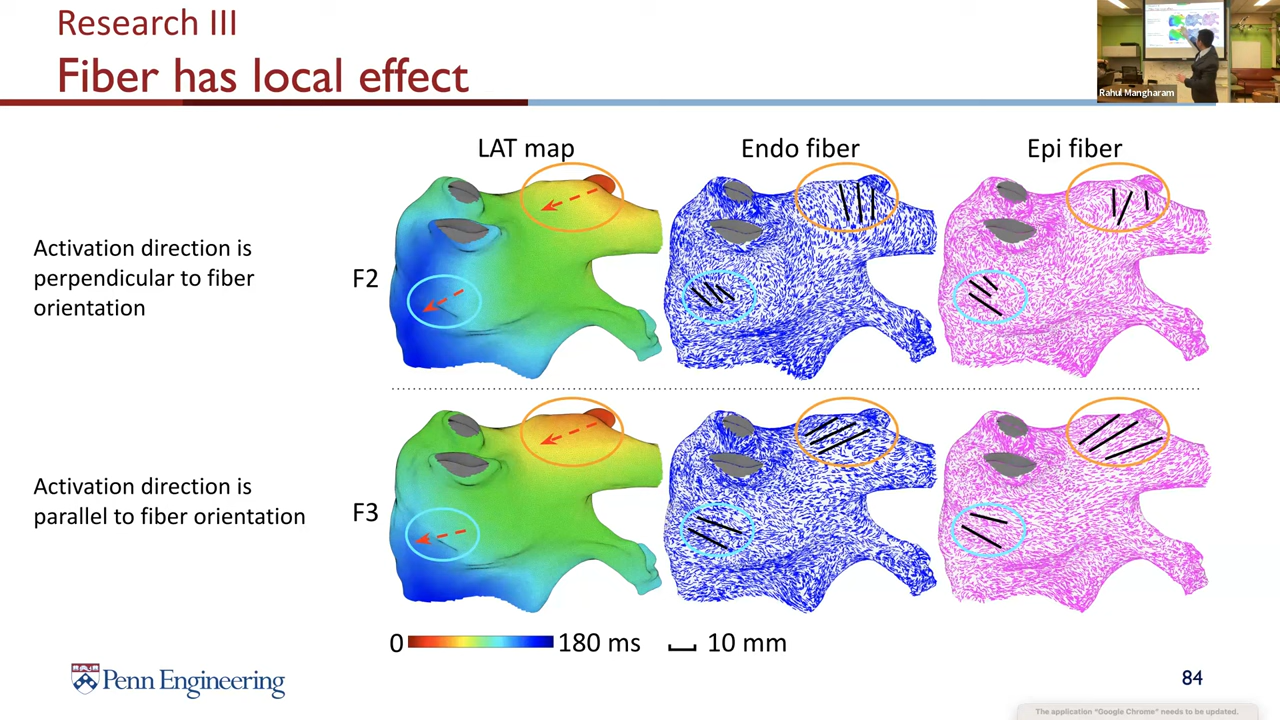 Research III
Fiber has local effect
Rahul Mangharam
LAT map
Endo fiber
Epi fiber
Activation direction is
perpendicular to fiber
orientation
F2
Activation direction is
parallel to fiber orientation
F3
0
180 ms
10 mm
Penn Engineering
84
The application “Google Chrome” needs to be updated.